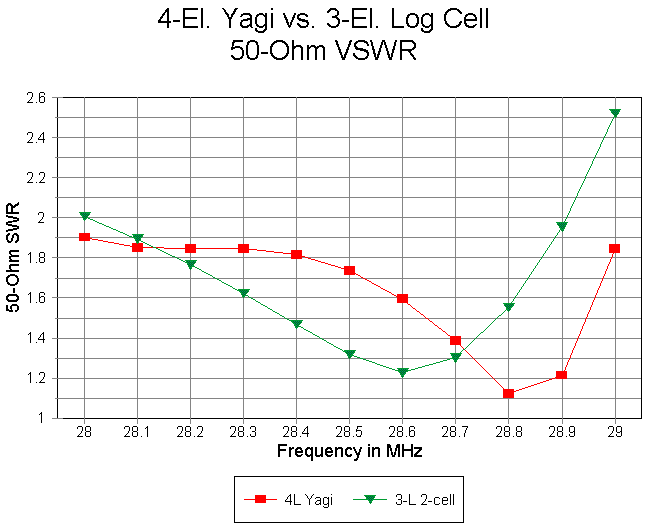 4-El. Yagi vs. 3-El. Log Cell
50-Ohm VSWR
50-Ohm SWR
2.6
2.4
2.2
2
1.8
1.6
1.4
1.2
1
28 28.1 28.2 28.3 28.4 28.5 28.6 28.7 28.8 28.9 29
Frequency in MHz
4L Yagi 3-L 2-cell